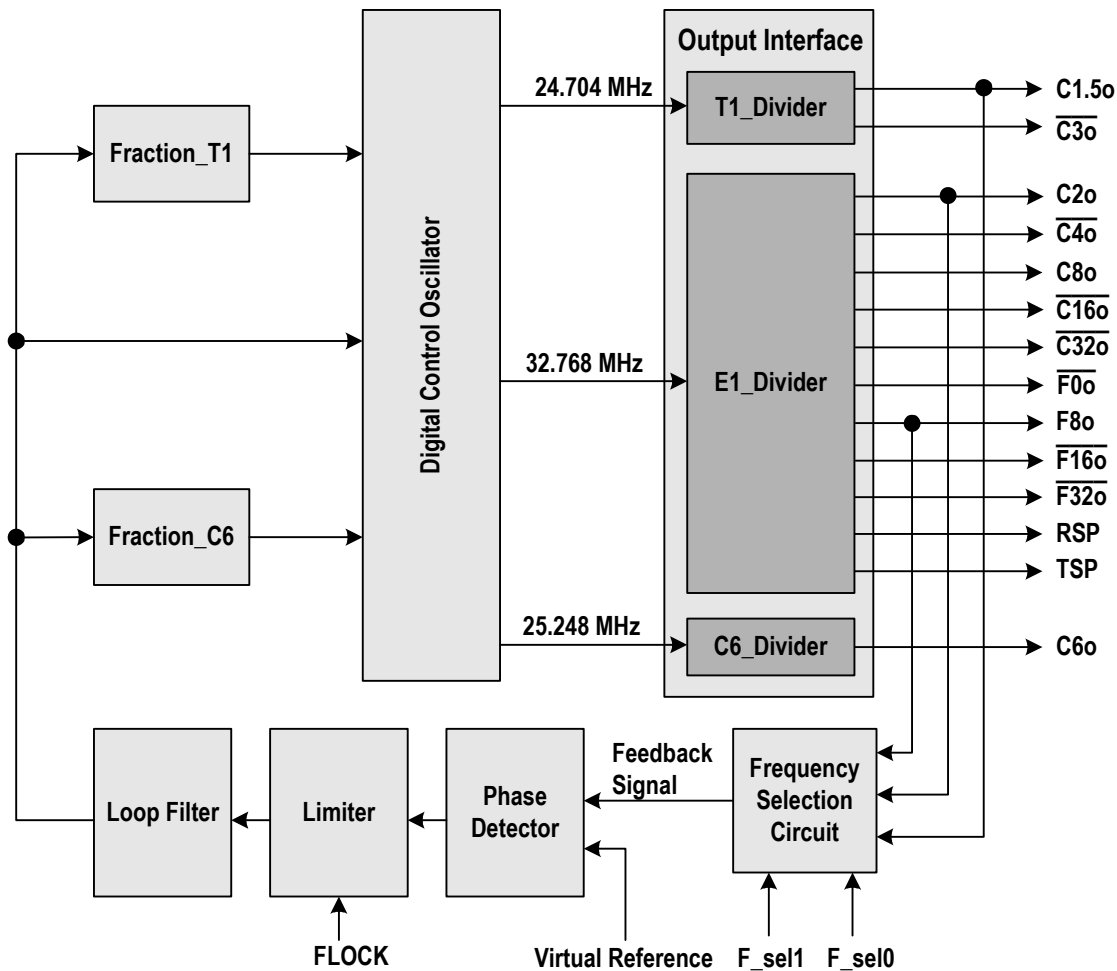 Output Interface
24.704 MHz
T1_Divider
C1.5o
C3o
Fraction_T1
C2o
C4o
C8o
C16o
C32o
Digital Control Oscillator
32.768 MHz
E1_Divider
F0o
F8o
F16o
F32o
RSP
TSP
Fraction_C6
25.248 MHz
C6_Divider
C6o
Loop Filter
Limiter
Phase
Detector
Feedback
Signal
Frequency
Selection
Circuit
FLOCK
Virtual Reference
F_sel1
F_sel0